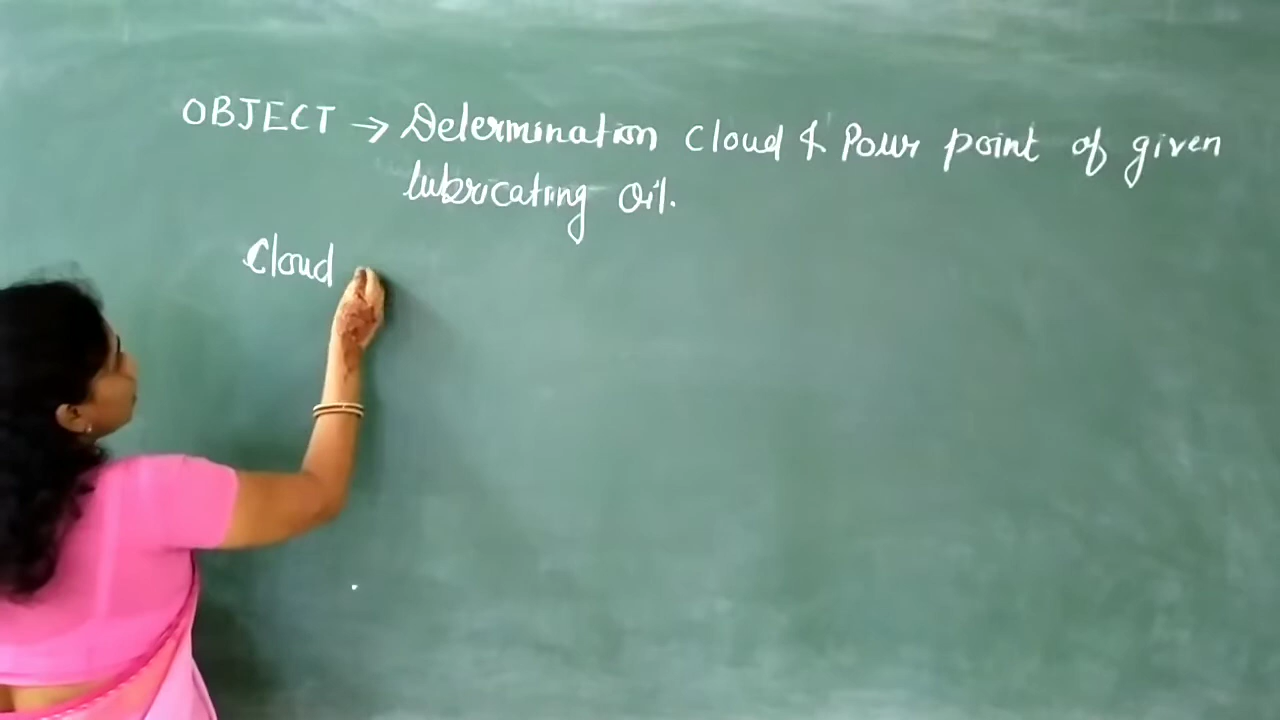 OBJECT → Determination Cloud & Pour point of given
lubricating Oil.
Cloud